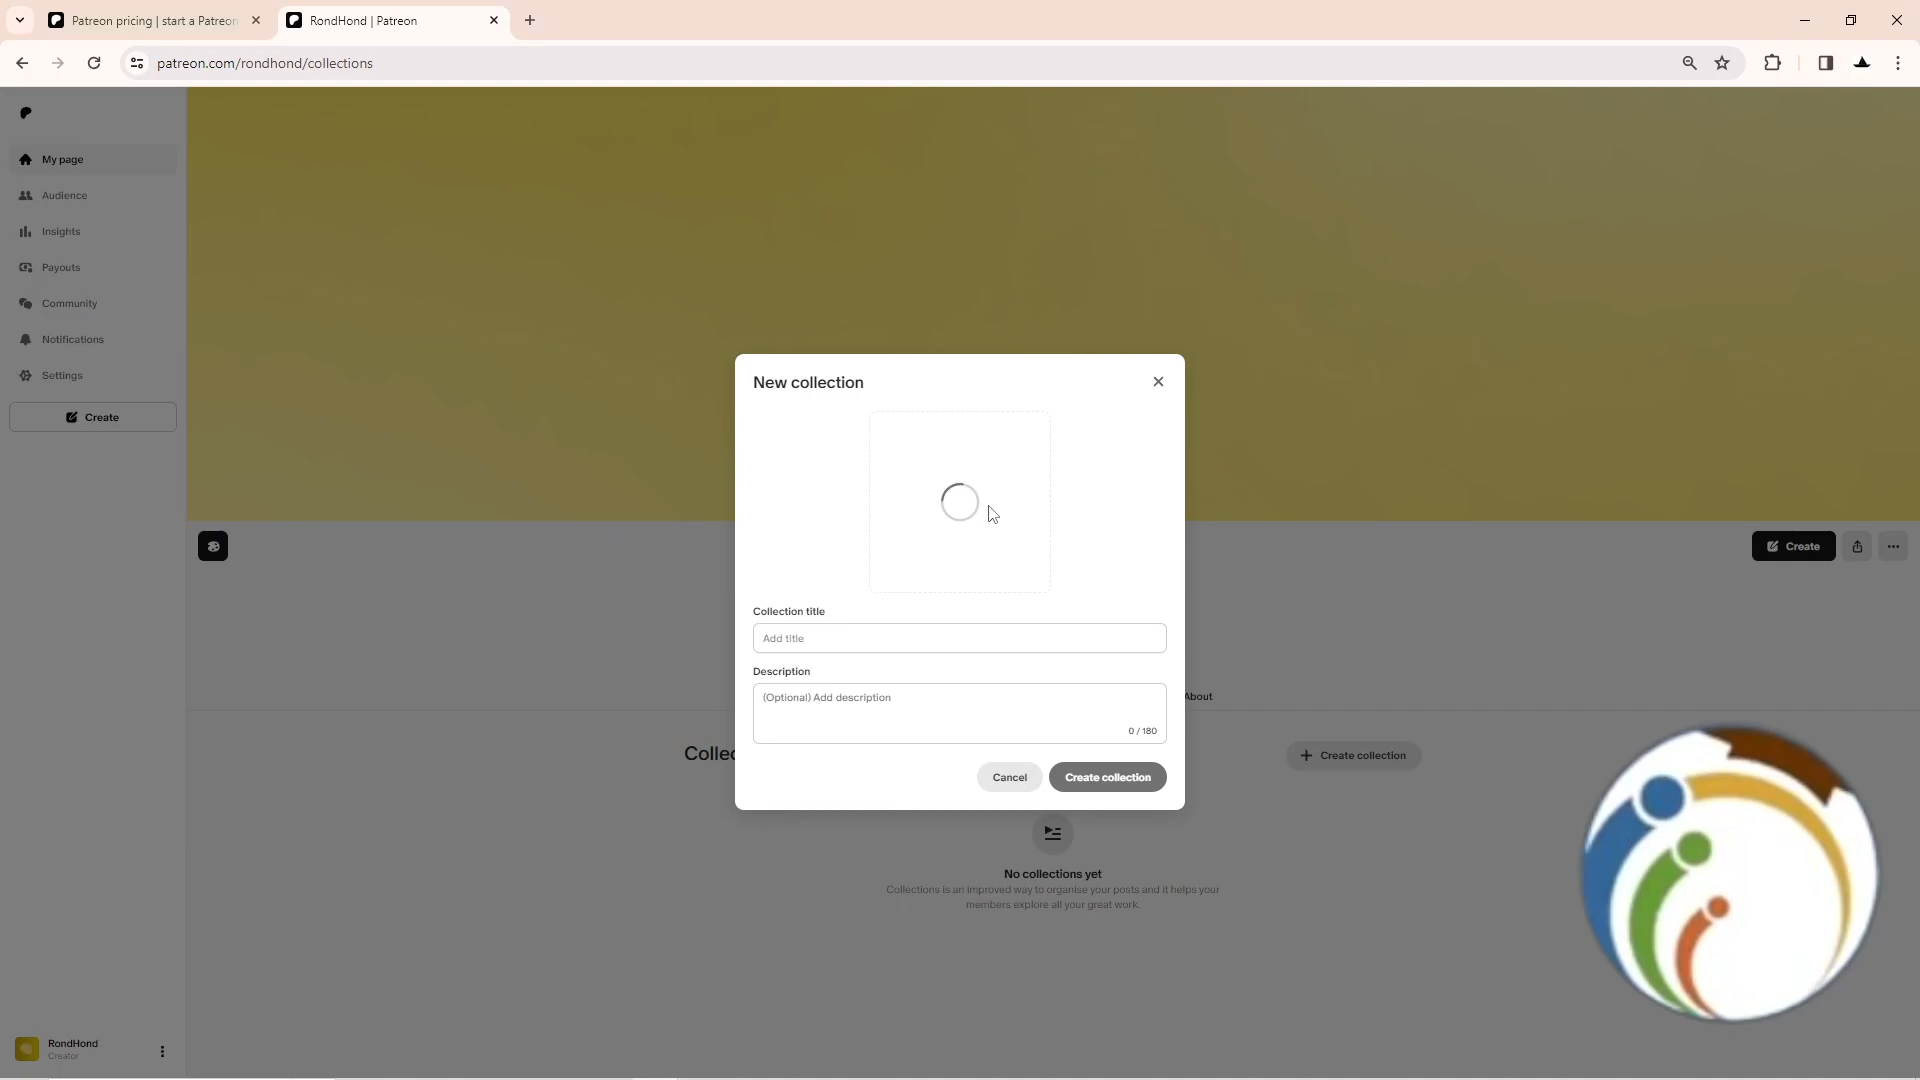 Patreon pricing | start a Patreon
RondHond | Patreon
patreon.com/rondhond/collections
My page
Audience
Insights
Payouts
Community
Notifications
Settings
Create
New collection
Collection title
Add title
Description
(Optional) Add description
0 / 180
Cancel
Create collection
Create
About
Collec
Create collection
No collections yet
Collections is an improved way to organise your posts and it helps your
members explore all your great work.
RondHond
Creator